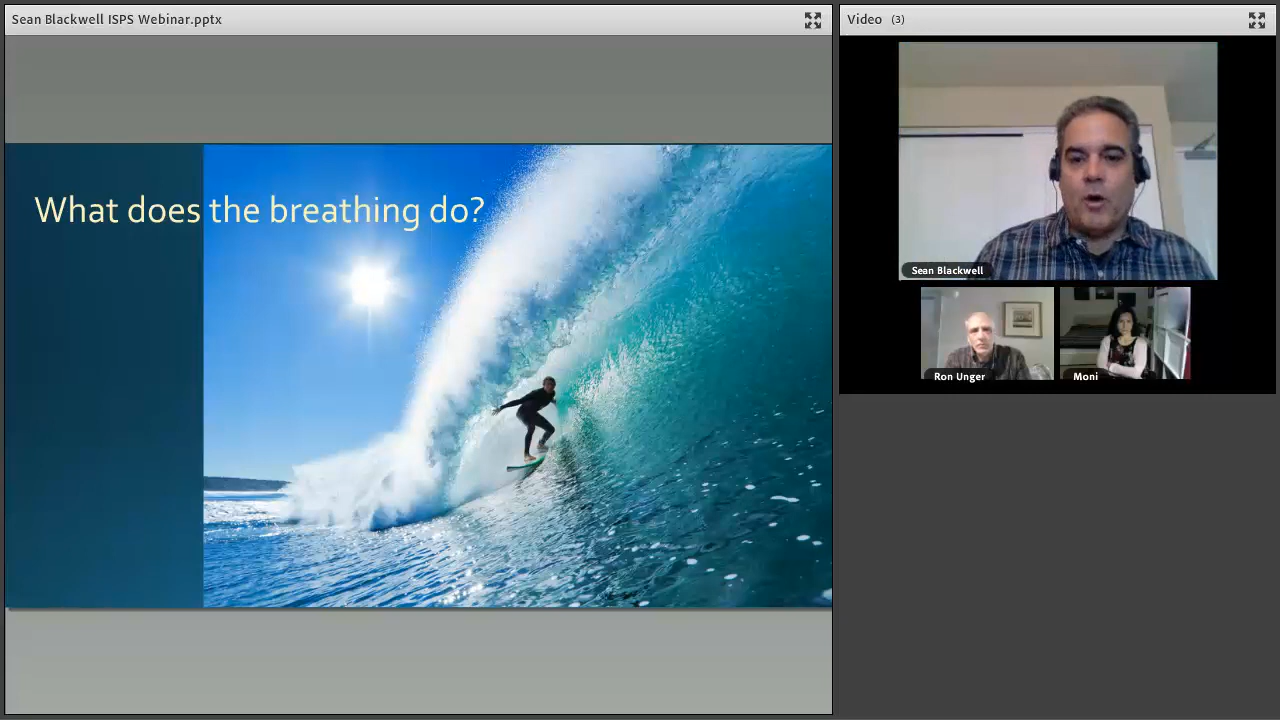 Sean Blackwell ISPS Webinar.pptx
Video (3)
What does the breathing do?
Sean Blackwell
Ron Unger
Moni